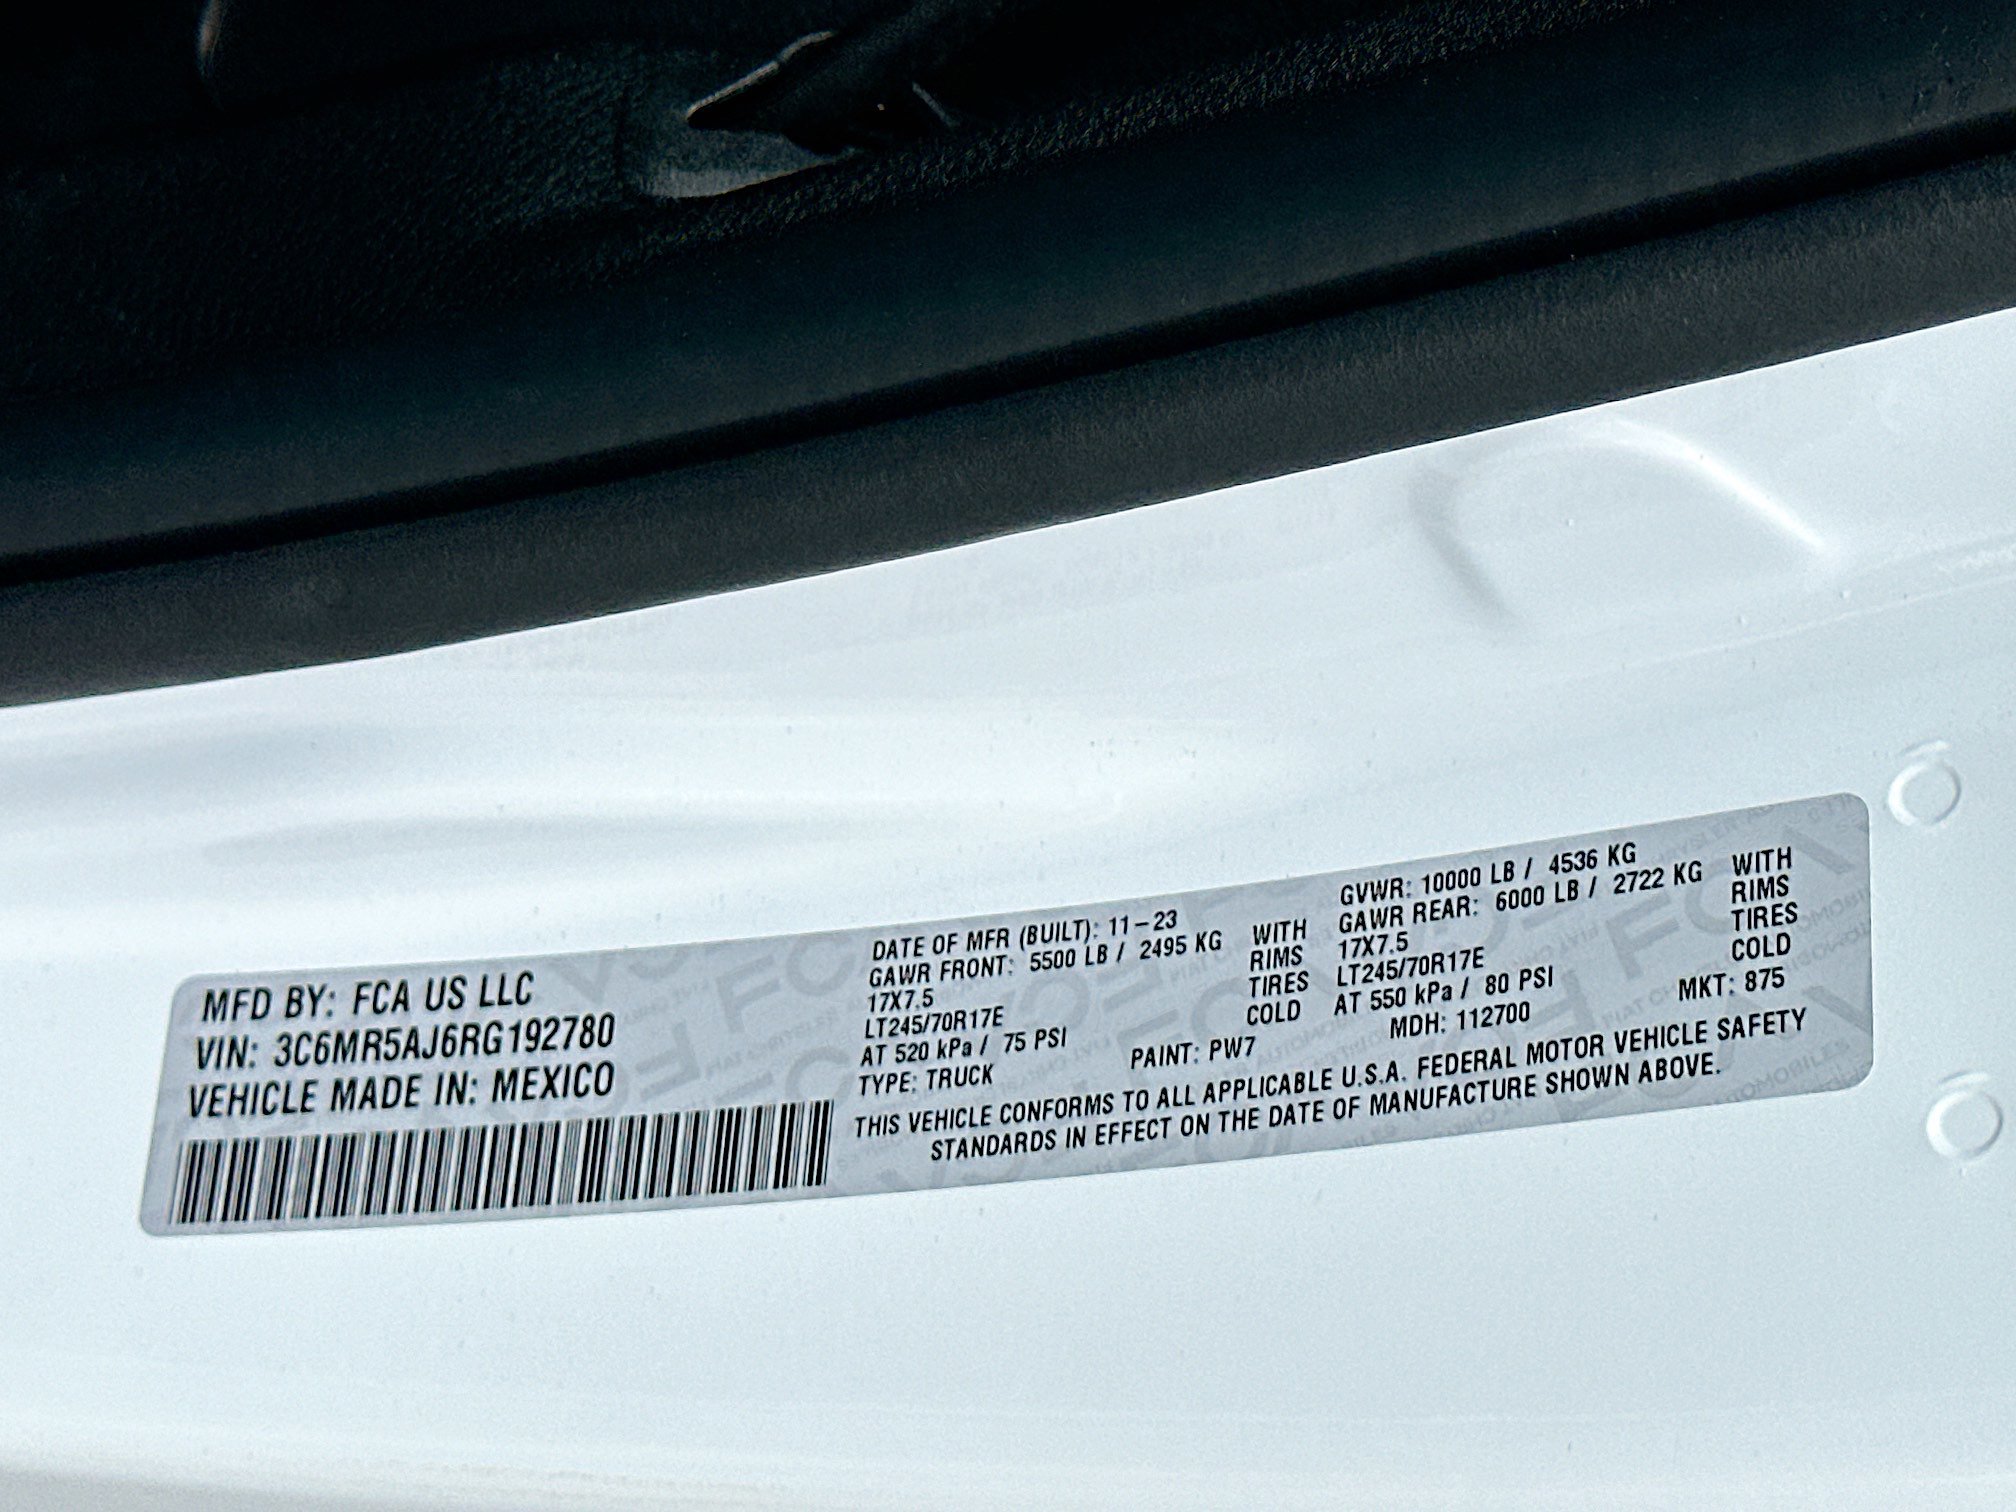 MFD BY: FCA US LLC
VIN: 3C6MR5AJ6RG192780
VEHICLE MADE IN: MEXICO
DATE OF MFR (BUILT): 11-23
GAWR FRONT: 5500 LB / 2495 KG WITH
17X7.5 RIMS
LT245/70R17E TIRES
AT 520 kPa / 75 PSI COLD
TYPE: TRUCK
GVWR: 10000 LB / 4536 KG
GAWR REAR: 6000 LB / 2722 KG WITH
17X7.5 RIMS
LT245/70R17E TIRES
AT 550 kPa / 80 PSI COLD
PAINT: PW7 MDH: 112700 MKT: 875
THIS VEHICLE CONFORMS TO ALL APPLICABLE U.S.A. FEDERAL MOTOR VEHICLE SAFETY
STANDARDS IN EFFECT ON THE DATE OF MANUFACTURE SHOWN ABOVE.